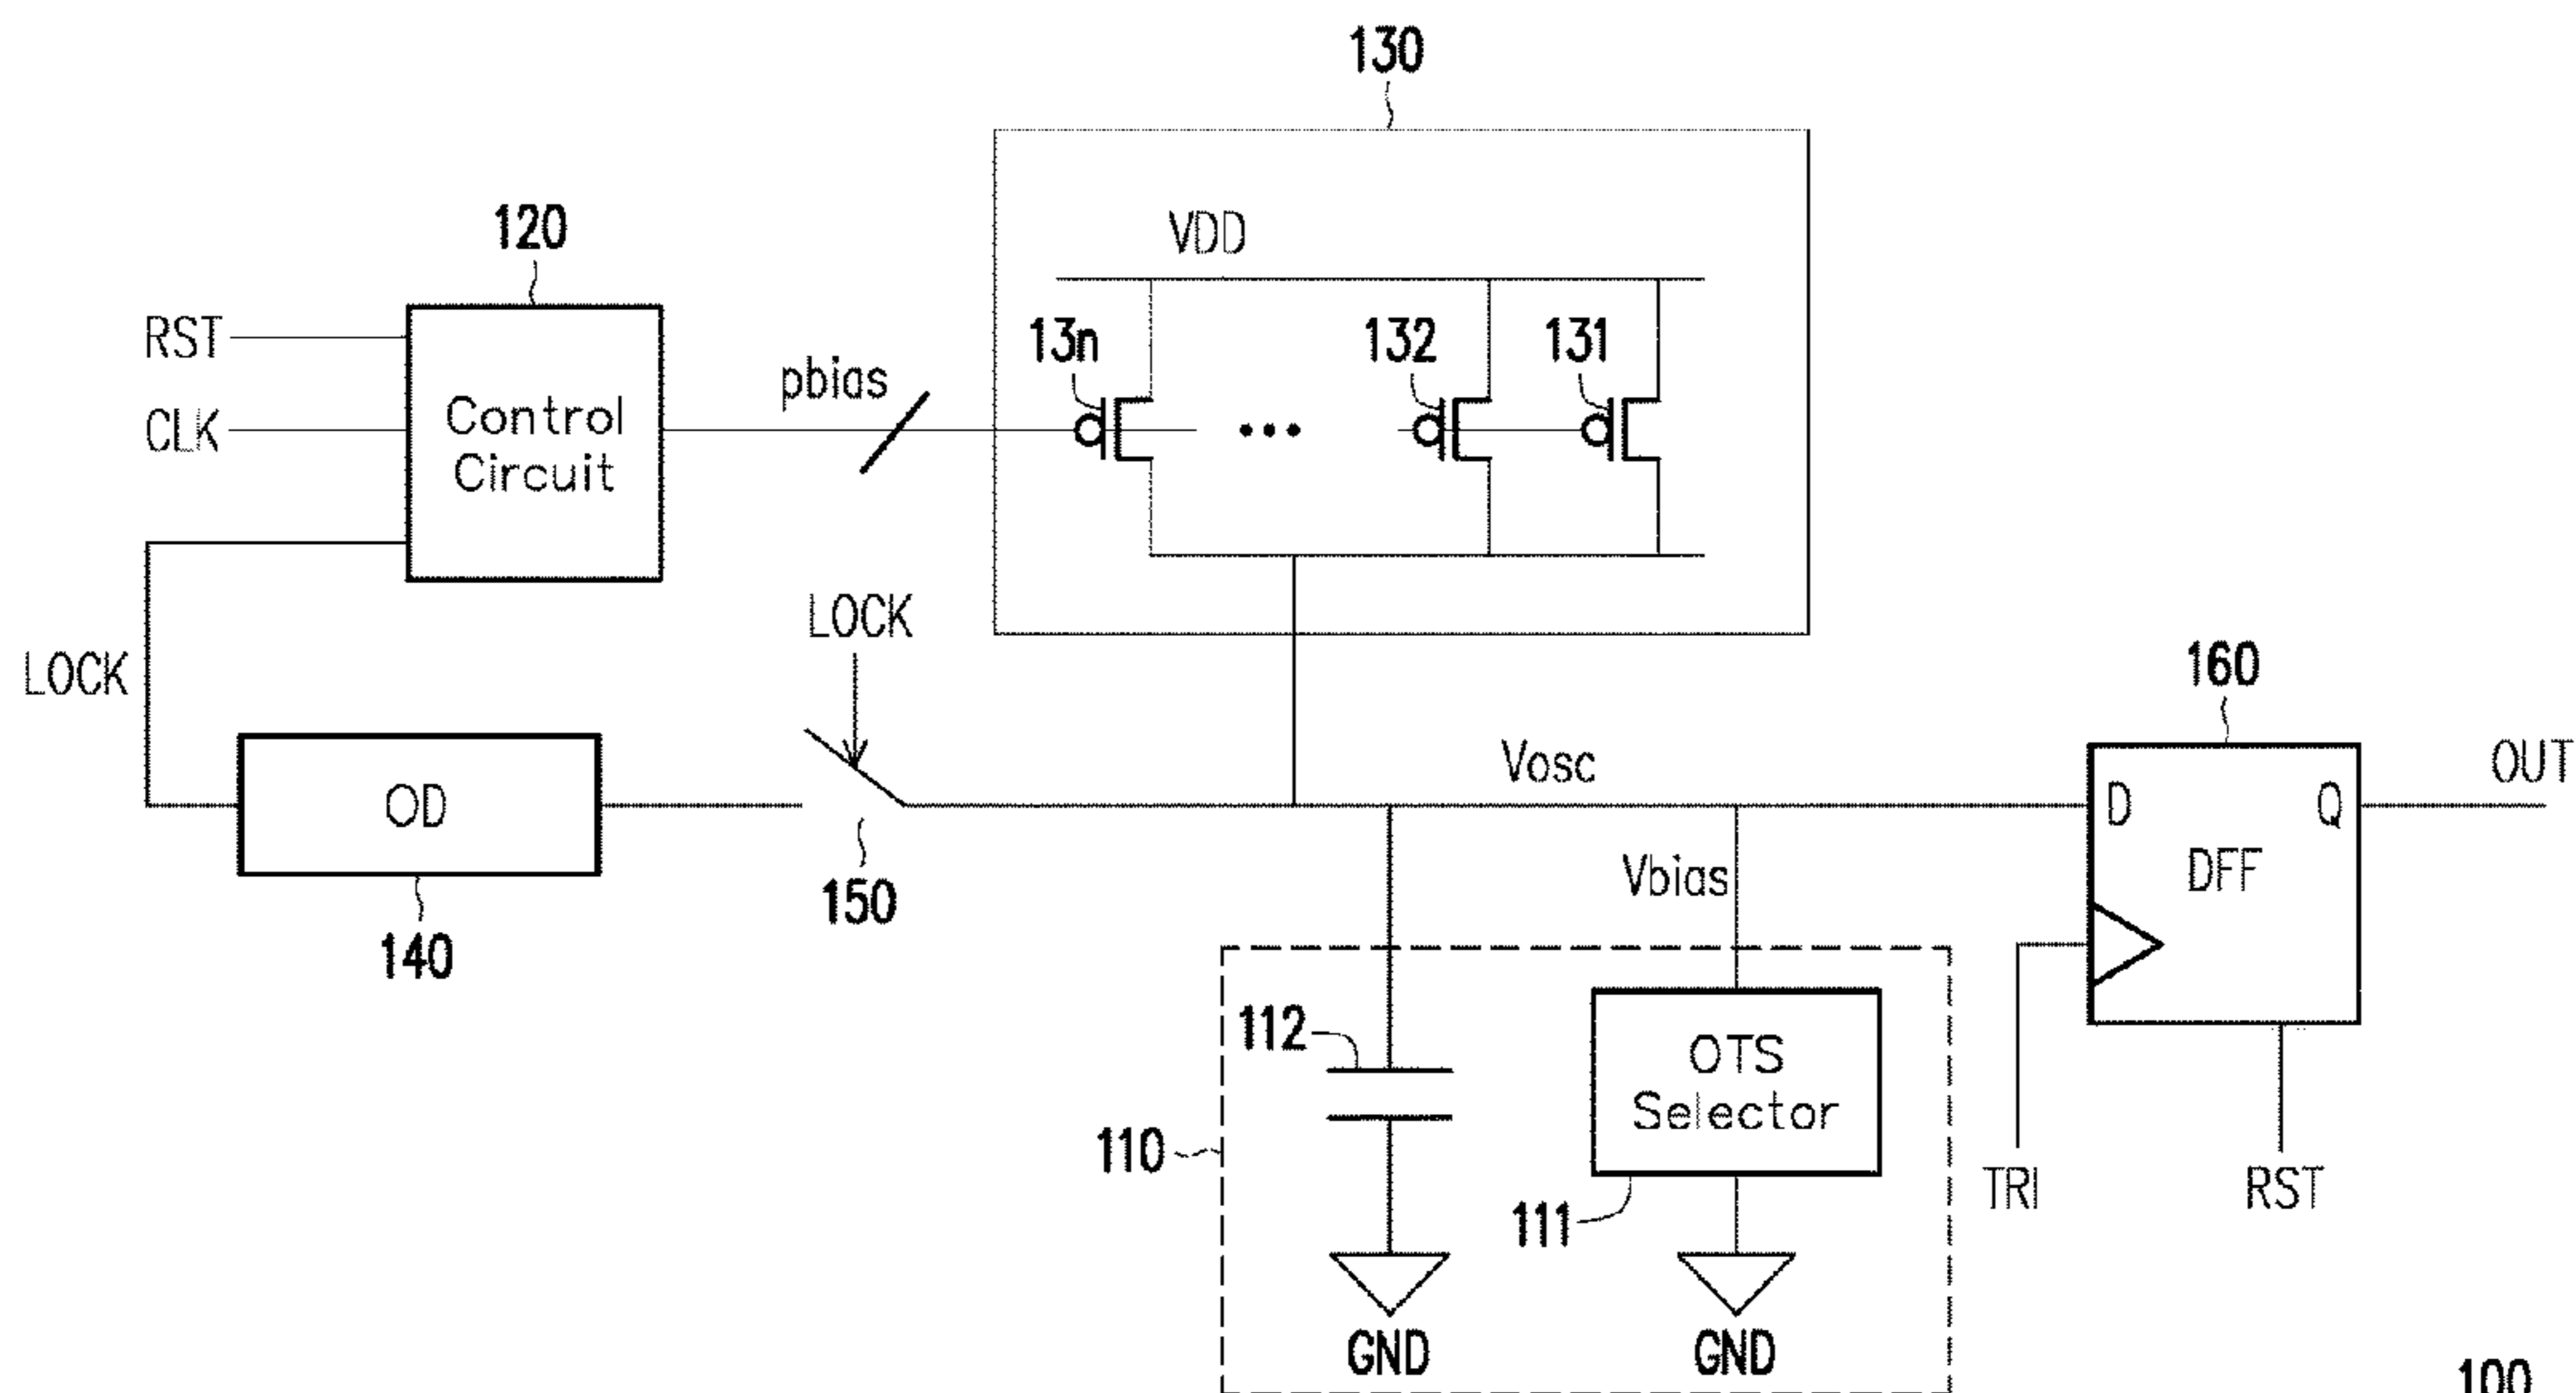 130
120
VDD
RST
13n
132
131
pbias
CLK
Control
Circuit
LOCK
LOCK
160
Vosc
OUT
OD
D
Q
DFF
Vbias
150
140
112
OTS
Selector
110
111
TRI
RST
GND
GND
100